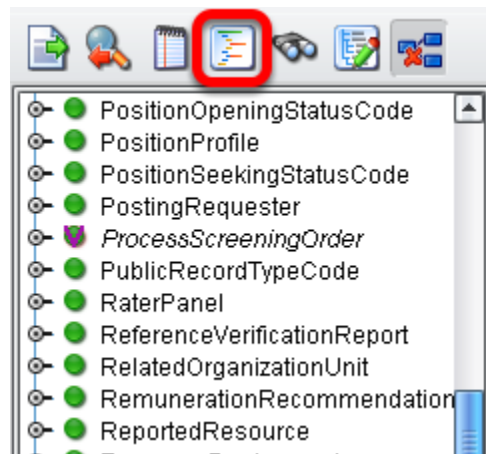 PositionOpeningStatusCode
PositionProfile
PositionSeekingStatusCode
PostingRequester
ProcessScreeningOrder
PublicRecordTypeCode
RaterPanel
ReferenceVerificationReport
RelatedOrganizationUnit
RemunerationRecommendation
ReportedResource